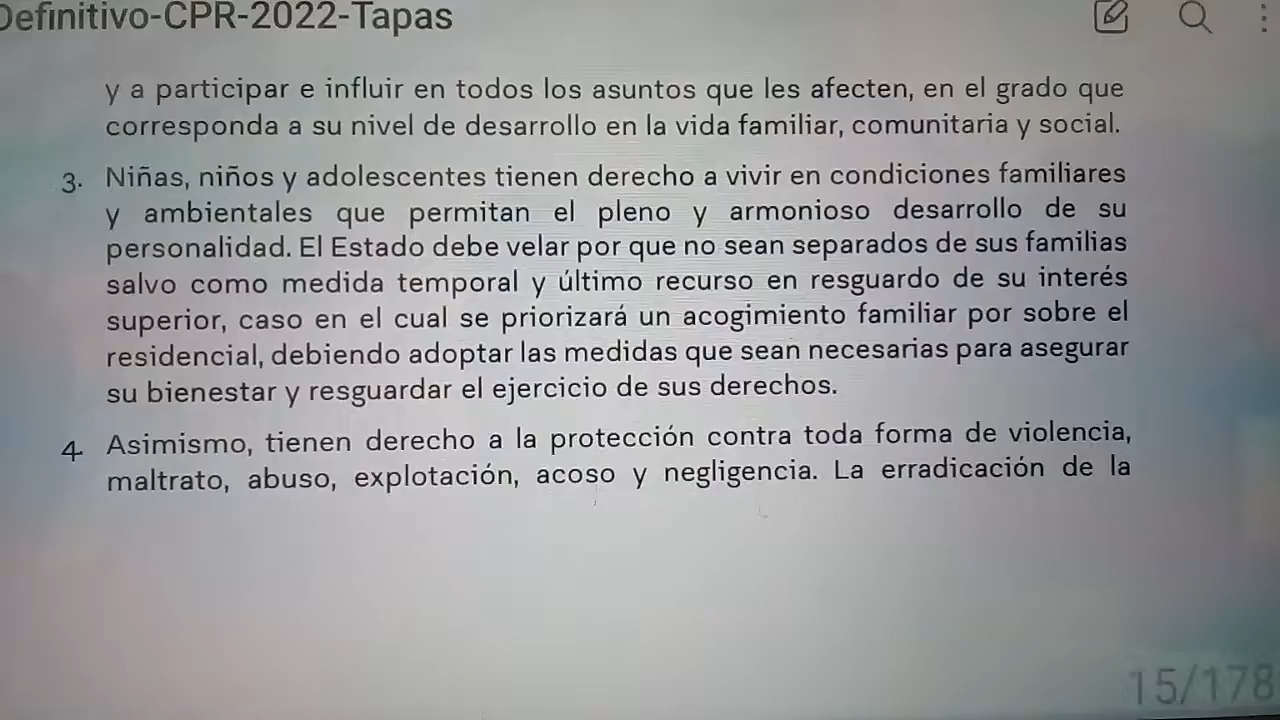 Definitivo-CPR-2022-Tapas
y a participar e influir en todos los asuntos que les afecten, en el grado que
corresponda a su nivel de desarrollo en la vida familiar, comunitaria y social.
3. Niñas, niños y adolescentes tienen derecho a vivir en condiciones familiares
y ambientales que permitan el pleno y armonioso desarrollo de su
personalidad. El Estado debe velar por que no sean separados de sus familias
salvo como medida temporal y último recurso en resguardo de su interés
superior, caso en el cual se priorizará un acogimiento familiar por sobre el
residencial, debiendo adoptar las medidas que sean necesarias para asegurar
su bienestar y resguardar el ejercicio de sus derechos.
4. Asimismo, tienen derecho a la protección contra toda forma de violencia,
maltrato, abuso, explotación, acoso y negligencia. La erradicación de la
15/178